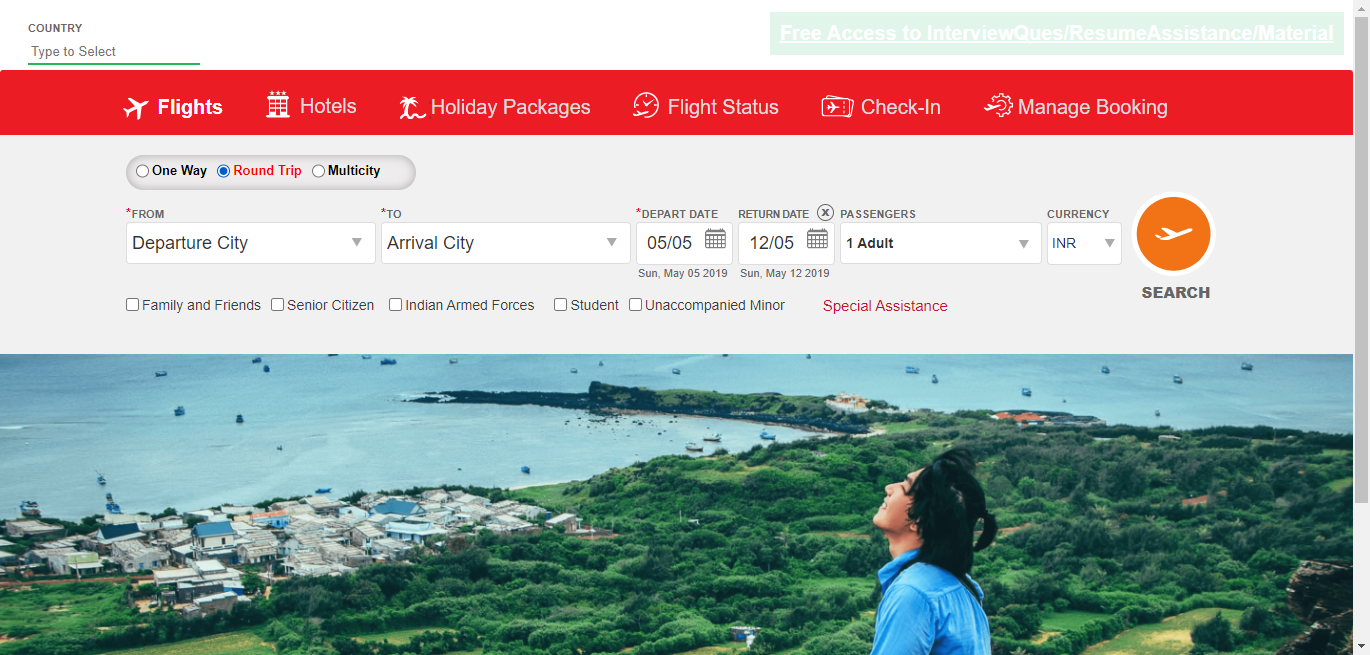 COUNTRY
Type to Select
Free Access to InterviewQues/ResumeAssistance/Material
Flights Hotels Holiday Packages Flight Status Check-In Manage Booking
One Way Round Trip Multicity
*FROM *TO *DEPART DATE RETURN DATE X PASSENGERS CURRENCY
Departure City Arrival City 05/05 12/05 1 Adult INR
Sun, May 05 2019 Sun, May 12 2019
SEARCH
Family and Friends Senior Citizen Indian Armed Forces Student Unaccompanied Minor Special Assistance